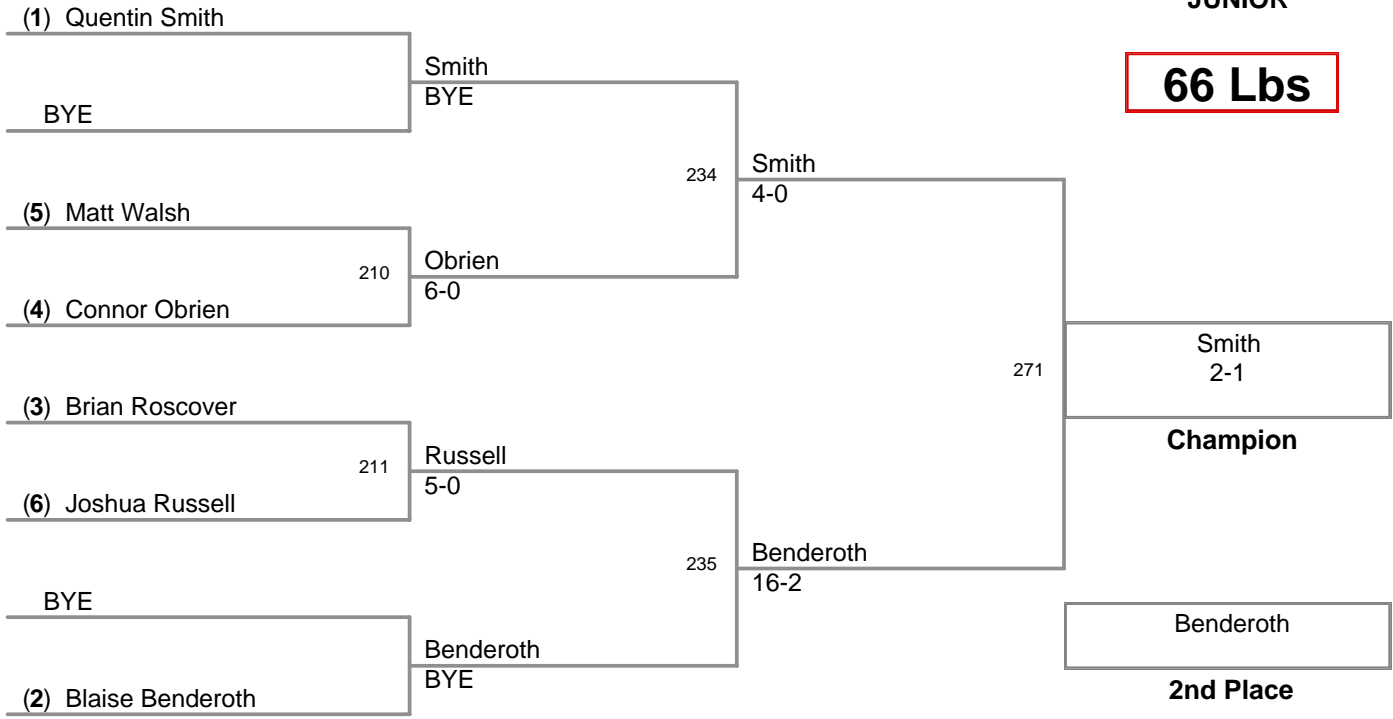 JUNIOR
66 Lbs
(1) Quentin Smith
BYE
Smith
BYE
(5) Matt Walsh
(4) Connor Obrien
210
Obrien
6-0
234
Smith
4-0
(3) Brian Roscover
(6) Joshua Russell
211
Russell
5-0
BYE
(2) Blaise Benderoth
Benderoth
BYE
235
Benderoth
16-2
271
Smith
2-1
Champion
Benderoth
2nd Place